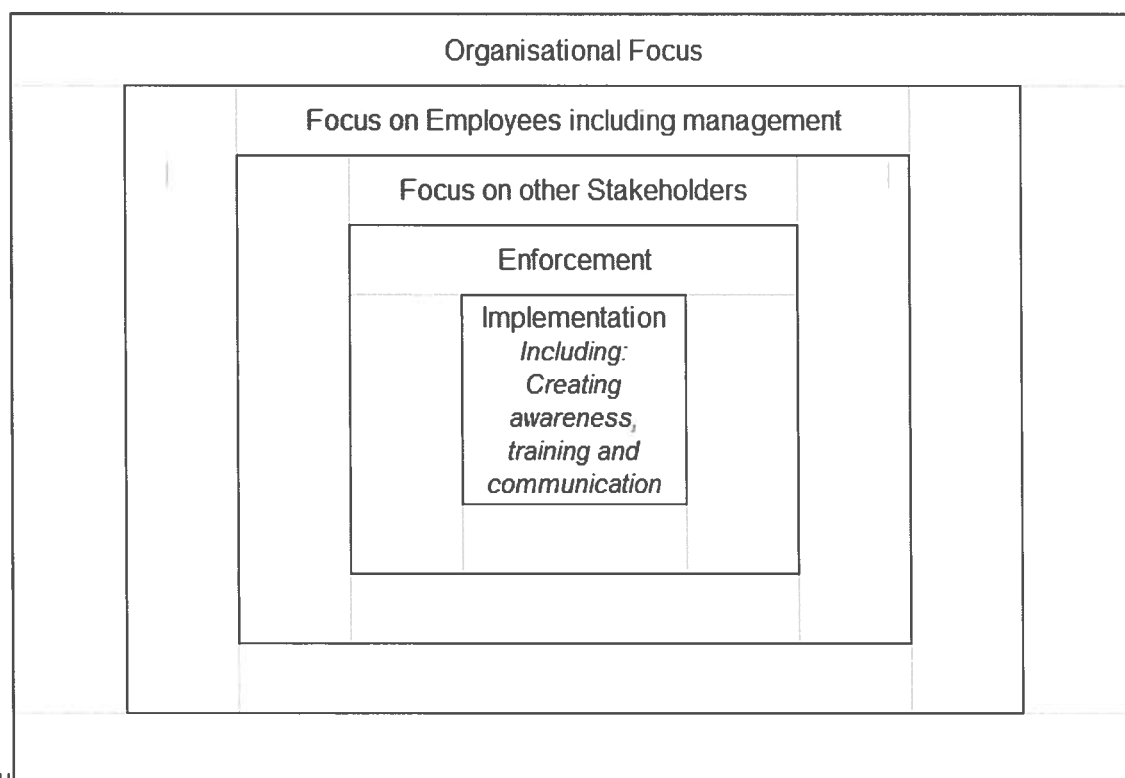 Organisational Focus
Focus on Employees including management
Focus on other Stakeholders
Enforcement
Implementation
Including:
Creating
awareness,
training and
communication